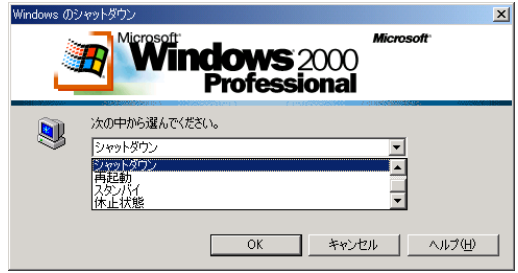 Windows のシャットダウン
Microsoft
Microsoft
Windows 2000
Professional
次の中から選んでください。
シャットダウン
シャットダウン
再起動
スタンバイ
休止状態
OK
キャンセル
ヘルプ(H)